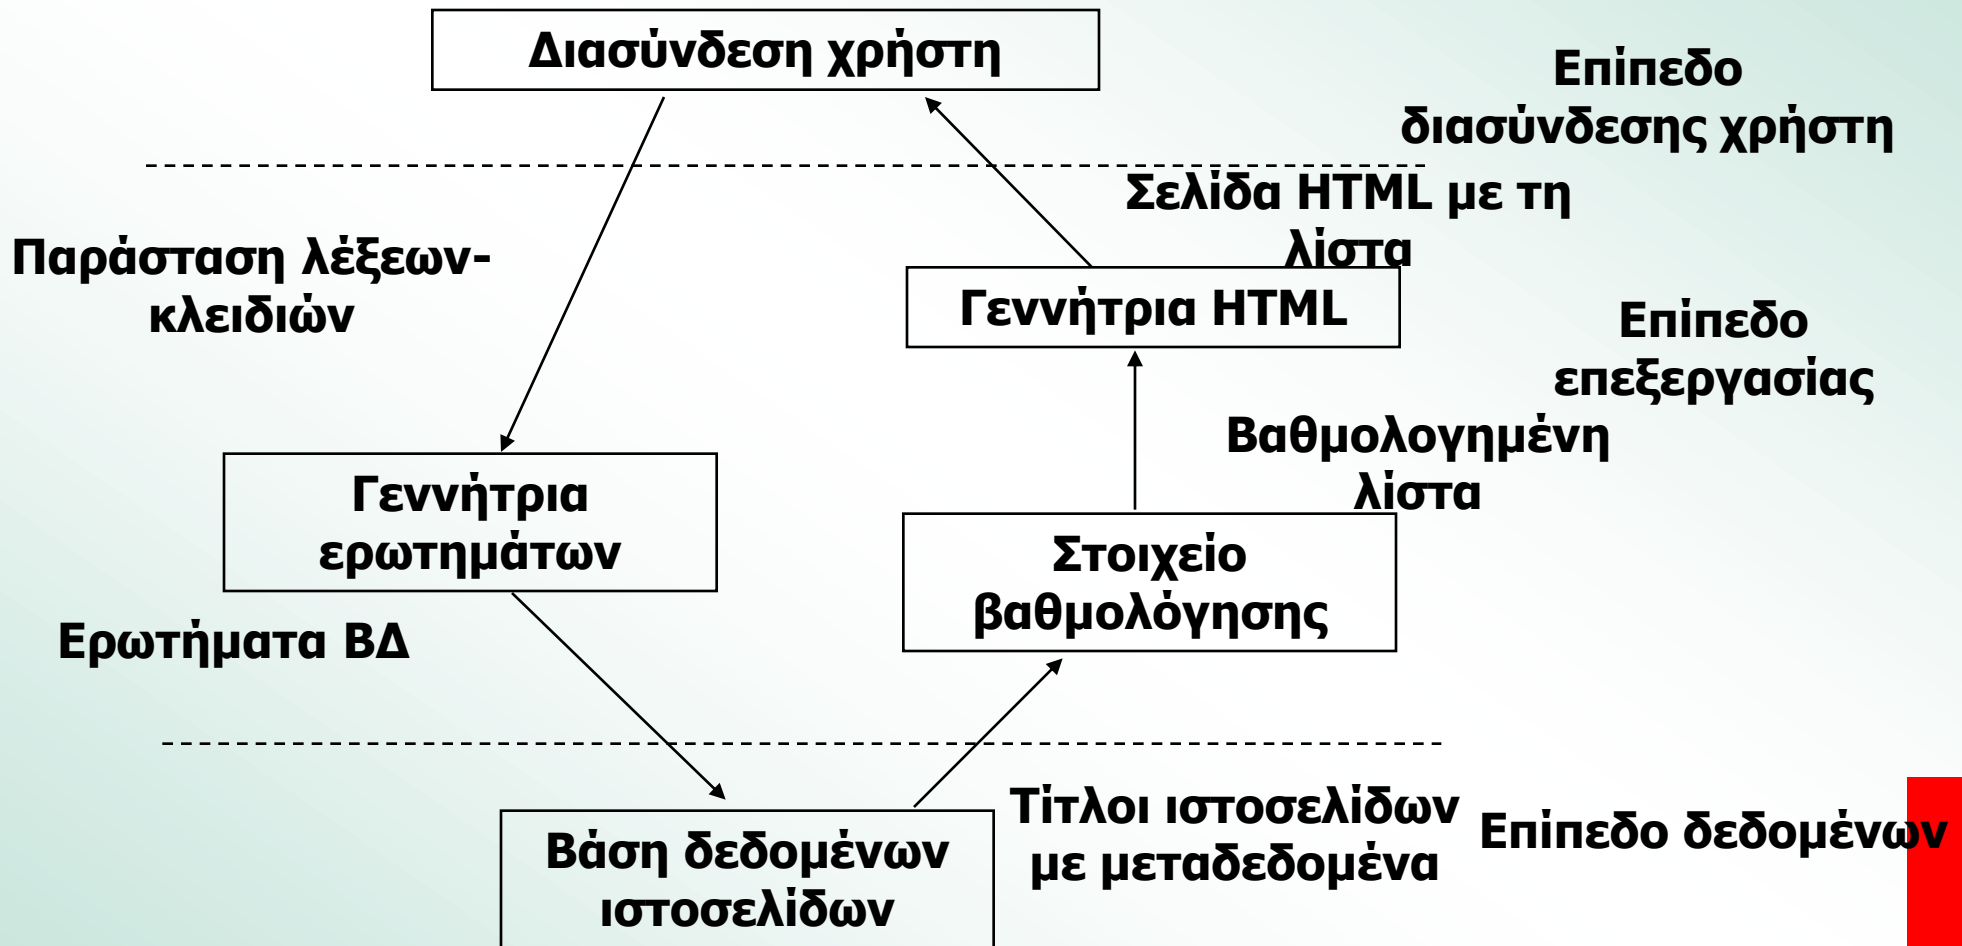 Διασύνδεση χρήστη
Επίπεδο
διασύνδεσης χρήστη
Σελίδα HTML με τη
λίστα
Παράσταση λέξεων-
κλειδιών
Γεννήτρια HTML
Επίπεδο
επεξεργασίας
Βαθμολογημένη
λίστα
Γεννήτρια
ερωτημάτων
Στοιχείο
βαθμολόγησης
Ερωτήματα ΒΔ
Τίτλοι ιστοσελίδων
με μεταδεδομένα
Επίπεδο δεδομένων
Βάση δεδομένων
ιστοσελίδων